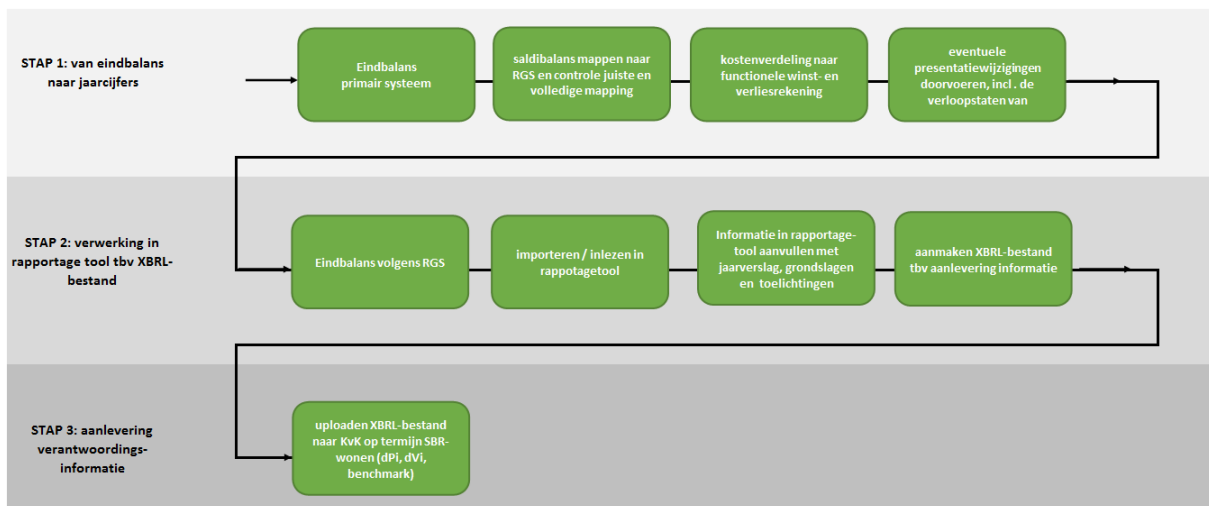 STAP 1: van eindbalans
naar jaarcijfers
Eindbalans
primair systeem
saldibalans mappen naar
RGS en controle juiste en
volledige mapping
kostenverdeling naar
functionele winst- en
verliesrekening
eventuele
presentatiewijzigingen
doorvoeren, incl. de
verloopstaten van
STAP 2: verwerking in
rapportage tool tbv XBRL-
bestand
Eindbalans volgens RGS
importeren / inlezen in
rappotagetool
Informatie in rapportage-
tool aanvullen met
jaarverslag, grondslagen
en toelichtingen
aanmaken XBRL-bestand
tbv aanlevering informatie
STAP 3: aanlevering
verantwoordings-
informatie
uploaden XBRL-bestand
naar KvK op termijn SBR-
wonen (dPi, dVi,
benchmark)